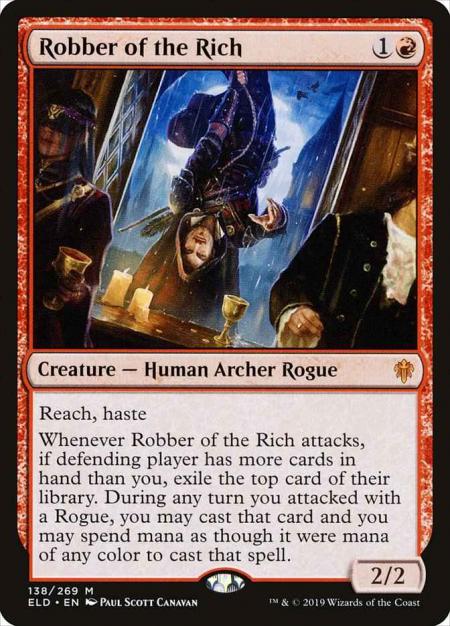 Robber of the Rich 1
Creature — Human Archer Rogue
Reach, haste
Whenever Robber of the Rich attacks,
if defending player has more cards in
hand than you, exile the top card of their
library. During any turn you attacked with
a Rogue, you may cast that card and you
may spend mana as though it were mana
of any color to cast that spell.
2/2
138/269 M
ELD • EN Paul Scott Canavan
™ & © 2019 Wizards of the Coast